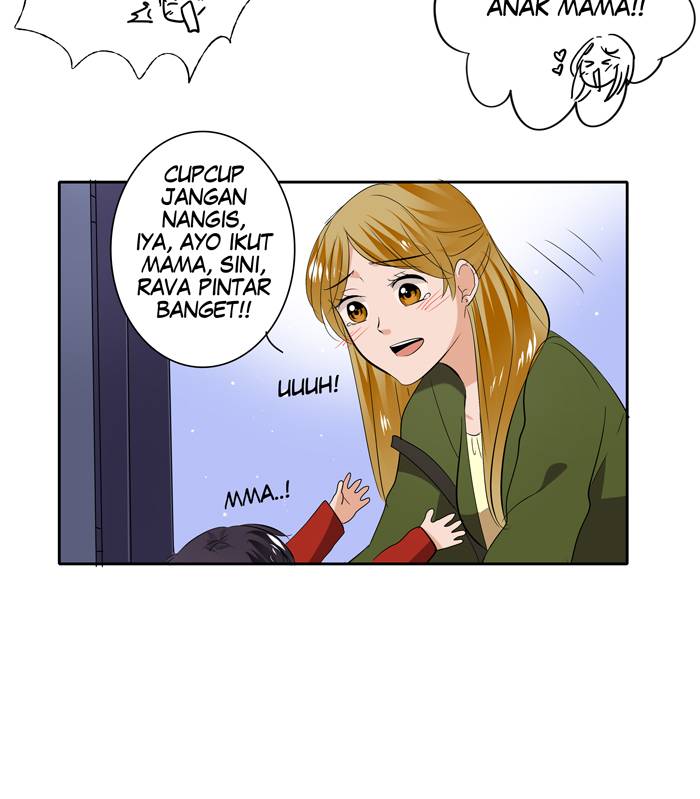 ANAK MAMA!!
CUPCUP
JANGAN
NANGIS,
IYA, AYO IKUT
MAMA, SINI,
RAVA PINTAR
BANGET!!
UUUH!
MMA..!